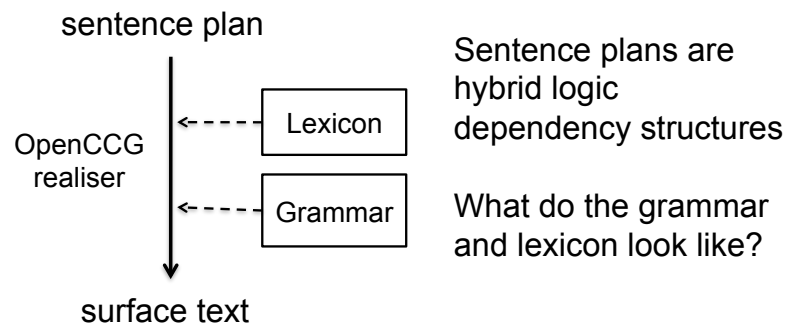 sentence plan
OpenCCG
realiser
Lexicon
Grammar
surface text
Sentence plans are
hybrid logic
dependency structures
What do the grammar
and lexicon look like?